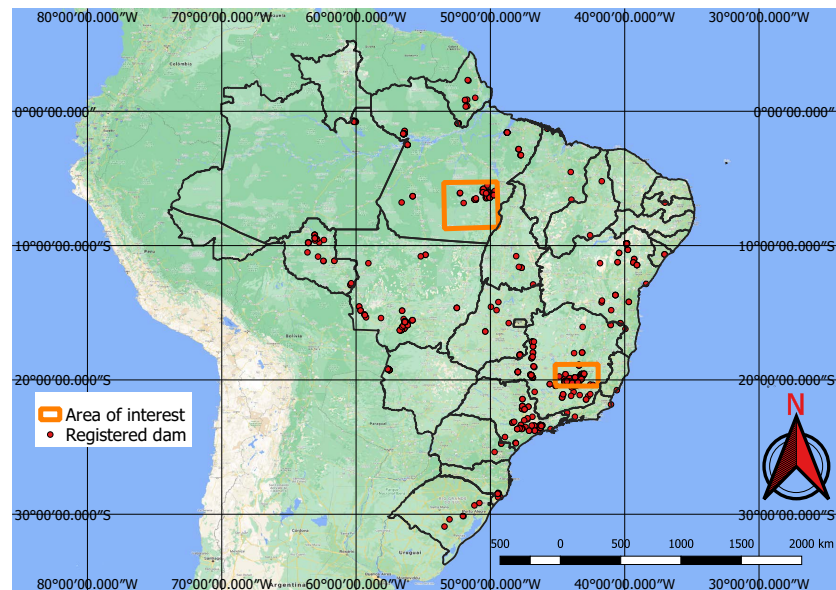 80°00′00.000″W 70°00′00.000″W 60°00′00.000″W 50°00′00.000″W 40°00′00.000″W 30°00′00.000″W
Colombia
0°00′00.000″ 0°00′00.000″
10°00′00.000″S 10°00′00.000″S
Bolivia
20°00′00.000″S 20°00′00.000″S
Area of interest
Registered dam
N
30°00′00.000″S 30°00′00.000″S
Uruguay
500 0 500 1000 1500 2000 km
80°00′00.000″W 70°00′00.000″W 60°00′00.000″W 50°00′00.000″W 40°00′00.000″W 30°00′00.000″W
Argentina